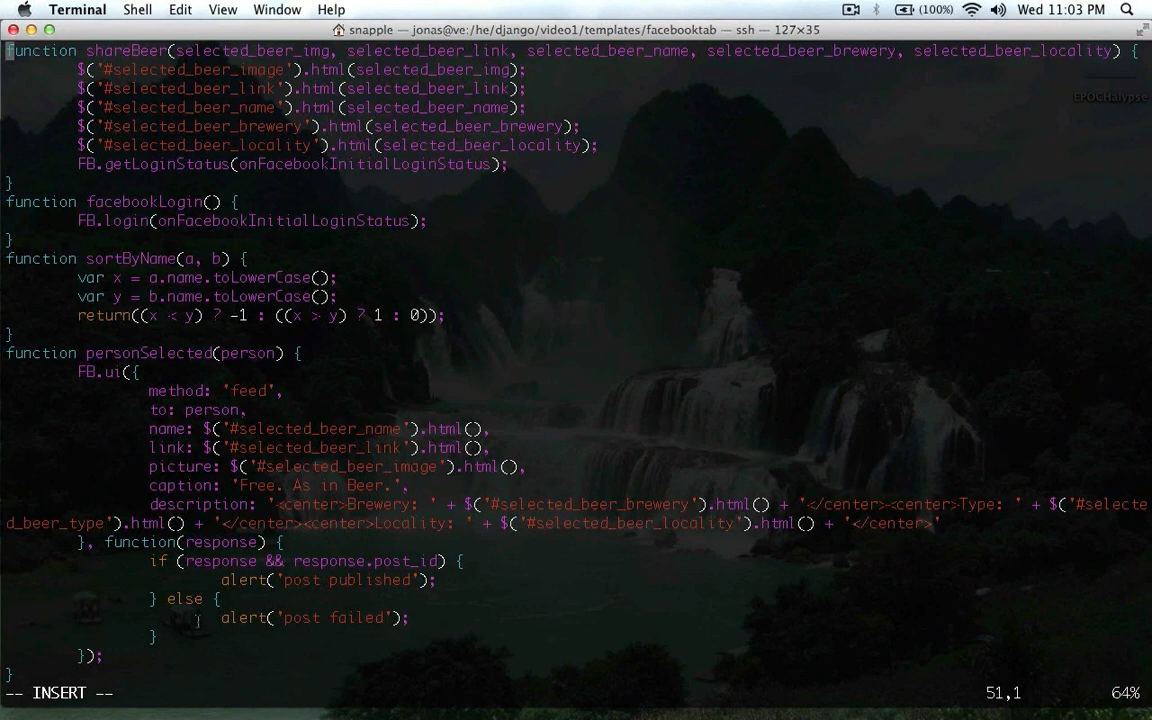 Terminal Shell Edit View Window Help (100%) Wed 11:03 PM
snapple — jonas@ve:/he/django/video1/templates/facebooktab — ssh — 127×35
function shareBeer(selected_beer_img, selected_beer_link, selected_beer_name, selected_beer_brewery, selected_beer_locality) {
$('#selected_beer_image').html(selected_beer_img);
$('#selected_beer_link').html(selected_beer_link);
$('#selected_beer_name').html(selected_beer_name);
$('#selected_beer_brewery').html(selected_beer_brewery);
$('#selected_beer_locality').html(selected_beer_locality);
FB.getLoginStatus(onFacebookInitialLoginStatus);
}
function facebookLogin() {
FB.login(onFacebookInitialLoginStatus);
}
function sortByName(a, b) {
var x = a.name.toLowerCase();
var y = b.name.toLowerCase();
return((x < y) ? -1 : ((x > y) ? 1 : 0));
}
function personSelected(person) {
FB.ui({
method: 'feed',
to: person,
name: $('#selected_beer_name').html(),
link: $('#selected_beer_link').html(),
picture: $('#selected_beer_image').html(),
caption: 'Free. As in Beer.',
description: '<center>Brewery: ' + $('#selected_beer_brewery').html() + '</center><center>Type: ' + $('#selecte
d_beer_type').html() + '</center><center>Locality: ' + $('#selected_beer_locality').html() + '</center>'
}, function(response) {
if (response && response.post_id) {
alert('post published');
} else {
alert('post failed');
}
});
}
-- INSERT -- 51,1 64%
EPOCHalypse